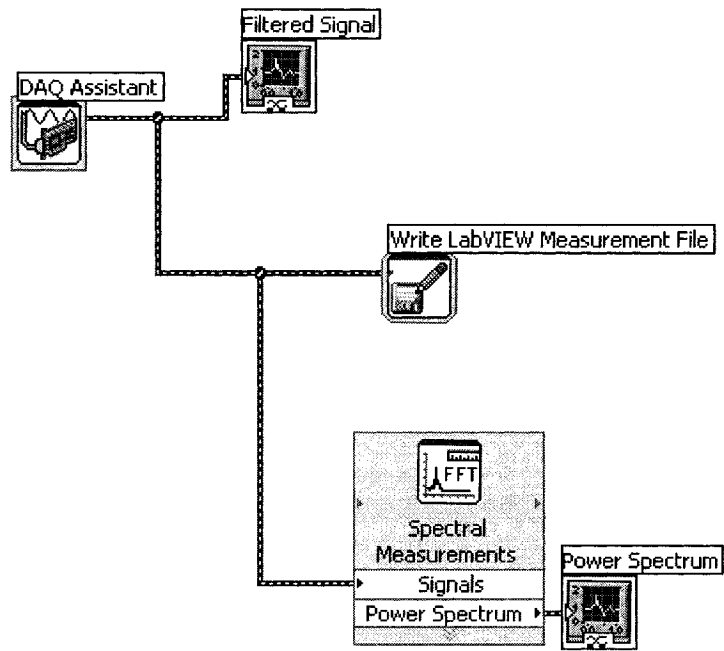 Filtered Signal
DAQ Assistant
Write LabVIEW Measurement File
FFT
Spectral
Measurements
Signals
Power Spectrum
Power Spectrum